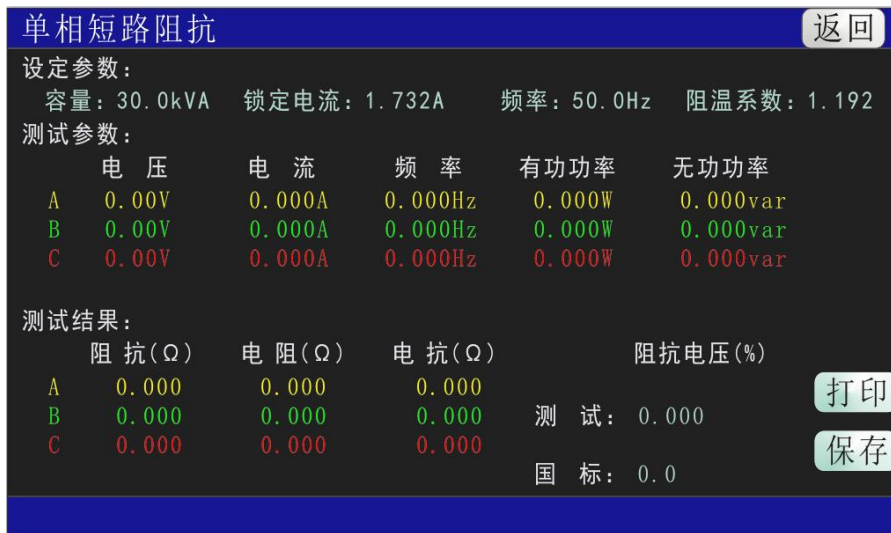 单相短路阻抗 返回
设定参数:
容量: 30.0kVA 锁定电流: 1.732A 频率: 50.0Hz 阻温系数: 1.192
测试参数:
电 压 电 流 频 率 有功功率 无功功率
A 0.00V 0.000A 0.000Hz 0.000W 0.000var
B 0.00V 0.000A 0.000Hz 0.000W 0.000var
C 0.00V 0.000A 0.000Hz 0.000W 0.000var
测试结果:
阻 抗(Ω) 电 阻(Ω) 电 抗(Ω) 阻抗电压(%)
A 0.000 0.000 0.000 打印
B 0.000 0.000 0.000 测 试: 0.000
C 0.000 0.000 0.000 保存
国 标: 0.0